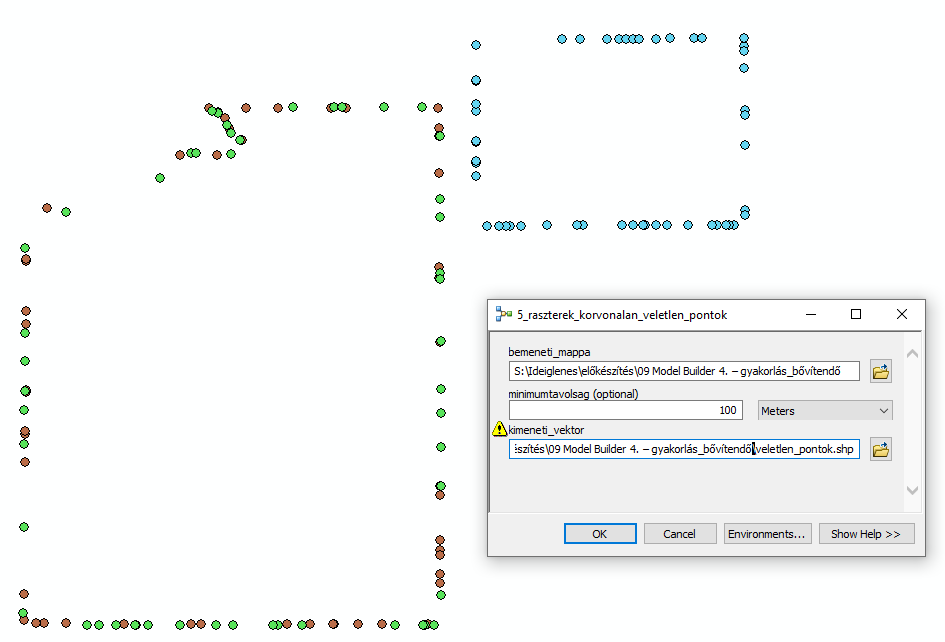 5_raszterek_korvonalan_veletlen_pontok
bemeneti_mappa
S:\Ideiglenes\előkészítés\09 Model Builder 4. – gyakorlás_bővítendő
minimumtavolsag (optional)
100
Meters
kimeneti_vektor
észítés\09 Model Builder 4. – gyakorlás_bővítendő\veletlen_pontok.shp
OK
Cancel
Environments...
Show Help >>